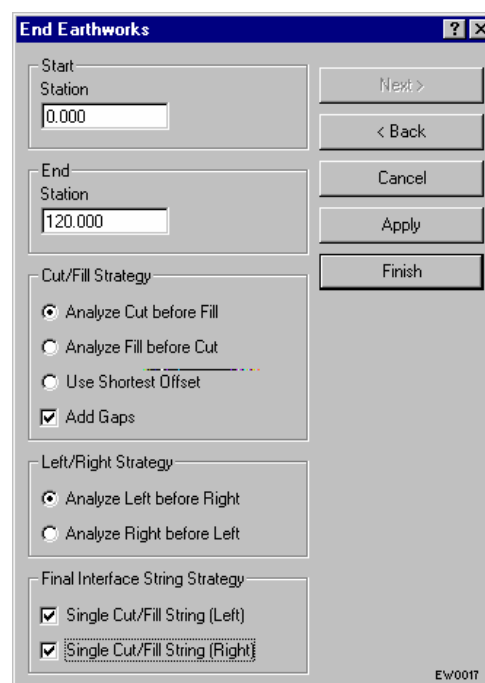 End Earthworks
Start
Station
0.000
Next >
< Back
End
Station
120.000
Cancel
Apply
Finish
Cut/Fill Strategy
Analyze Cut before Fill
Analyze Fill before Cut
Use Shortest Offset
Add Gaps
Left/Right Strategy
Analyze Left before Right
Analyze Right before Left
Final Interface String Strategy
Single Cut/Fill String (Left)
Single Cut/Fill String (Right)
EW0017